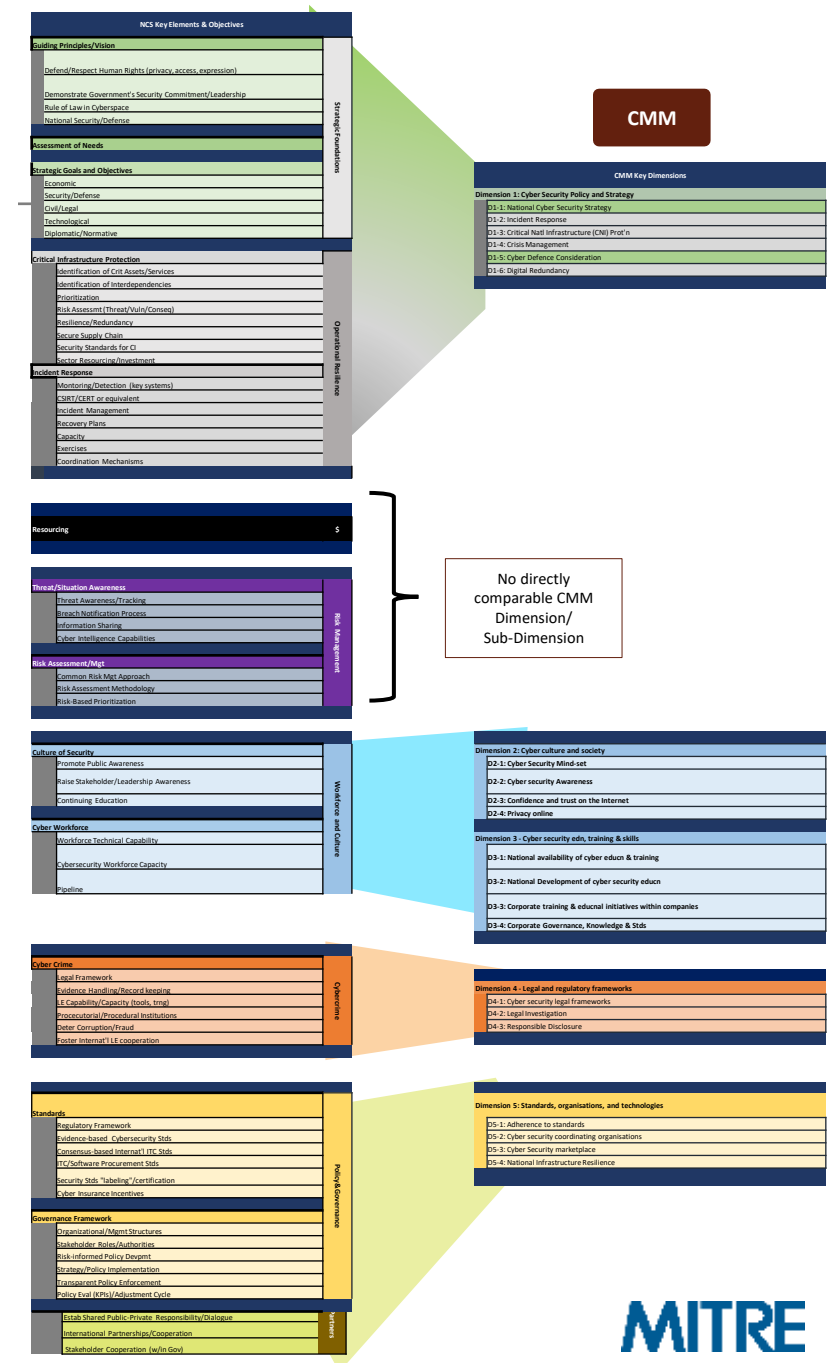 NCS Key Elements & Objectives
Guiding Principles/Vision
Defend/Respect Human Rights (privacy, access, expression)
Demonstrate Government's Security Commitment/Leadership
Rule of Law in Cyberspace
National Security/Defense
Assessment of Needs
Strategic Goals and Objectives
Economic
Security/Defense
Civil/Legal
Technological
Diplomatic/Normative
Strategic Foundations
Critical Infrastructure Protection
Identification of Crit Assets/Services
Identification of Interdependencies
Prioritization
Risk Assessmt (Threat/Vuln/Conseq)
Resilience/Redundancy
Secure Supply Chain
Security Standards for CI
Sector Resourcing/Investment
Incident Response
Montoring/Detection (key systems)
CSIRT/CERT or equivalent
Incident Management
Recovery Plans
Capacity
Exercises
Coordination Mechanisms
Operational Resilience
CMM
CMM Key Dimensions
Dimension 1: Cyber Security Policy and Strategy
D1-1: National Cyber Security Strategy
D1-2: Incident Response
D1-3: Critical Natl Infrastructure (CNI) Prot'n
D1-4: Crisis Management
D1-5: Cyber Defence Consideration
D1-6: Digital Redundancy
Resourcing $
Threat/Situation Awareness
Threat Awareness/Tracking
Breach Notification Process
Information Sharing
Cyber Intelligence Capabilities
Risk Assessment/Mgt
Common Risk Mgt Approach
Risk Assessment Methodology
Risk-Based Prioritization
Risk Management
No directly
comparable CMM
Dimension/
Sub-Dimension
Culture of Security
Promote Public Awareness
Raise Stakeholder/Leadership Awareness
Continuing Education
Cyber Workforce
Workforce Technical Capability
Cybersecurity Workforce Capacity
Pipeline
Workforce and Culture
Dimension 2: Cyber culture and society
D2-1: Cyber Security Mind-set
D2-2: Cyber security Awareness
D2-3: Confidence and trust on the Internet
D2-4: Privacy online
Dimension 3 - Cyber security edn, training & skills
D3-1: National availability of cyber educn & training
D3-2: National Development of cyber security educn
D3-3: Corporate training & educnal initiatives within companies
D3-4: Corporate Governance, Knowledge & Stds
Cyber Crime
Legal Framework
Evidence Handling/Record keeping
LE Capability/Capacity (tools, trng)
Procecutorial/Procedural Institutions
Deter Corruption/Fraud
Foster Internat'l LE cooperation
Cybercrime
Dimension 4 - Legal and regulatory frameworks
D4-1: Cyber security legal frameworks
D4-2: Legal Investigation
D4-3: Responsible Disclosure
Standards
Regulatory Framework
Evidence-based Cybersecurity Stds
Consensus-based Internat'l ITC Stds
ITC/Software Procurement Stds
Security Stds "labeling"/certification
Cyber Insurance Incentives
Governance Framework
Organizational/Mgmt Structures
Stakeholder Roles/Authorities
Risk-informed Policy Devpmt
Strategy/Policy Implementation
Transparent Policy Enforcement
Policy Eval (KPIs)/Adjustment Cycle
Policy & Governance
Estab Shared Public-Private Responsibility/Dialogue
International Partnerships/Cooperation
Stakeholder Cooperation (w/in Gov)
Dimension 5: Standards, organisations, and technologies
D5-1: Adherence to standards
D5-2: Cyber security coordinating organisations
D5-3: Cyber Security marketplace
D5-4: National Infrastructure Resilience
MITRE